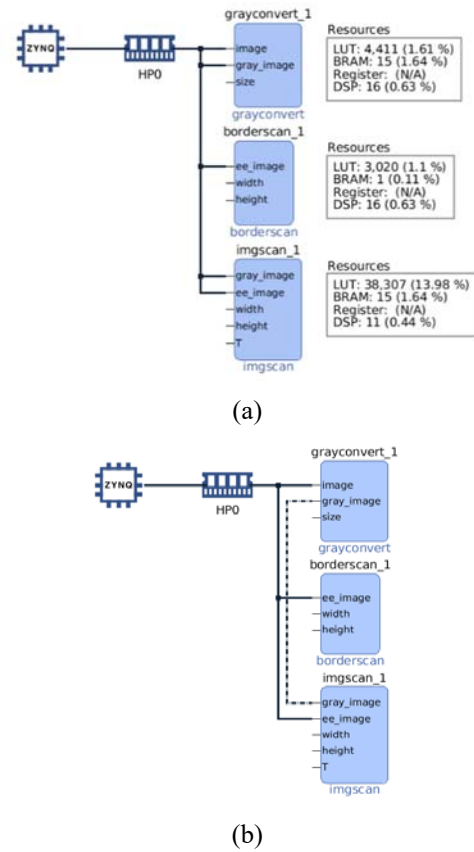 grayconvert_1
ZYNQ
HP0
image
gray_image
size
grayconvert
Resources
LUT: 4,411 (1.61 %)
BRAM: 15 (1.64 %)
Register: (N/A)
DSP: 16 (0.63 %)
borderscan_1
ee_image
width
height
borderscan
Resources
LUT: 3,020 (1.1 %)
BRAM: 1 (0.11 %)
Register: (N/A)
DSP: 16 (0.63 %)
imgscan_1
gray_image
ee_image
width
height
T
imgscan
Resources
LUT: 38,307 (13.98 %)
BRAM: 15 (1.64 %)
Register: (N/A)
DSP: 11 (0.44 %)
(a)
grayconvert_1
ZYNQ
HP0
image
gray_image
size
grayconvert
borderscan_1
ee_image
width
height
borderscan
imgscan_1
gray_image
ee_image
width
height
T
imgscan
(b)